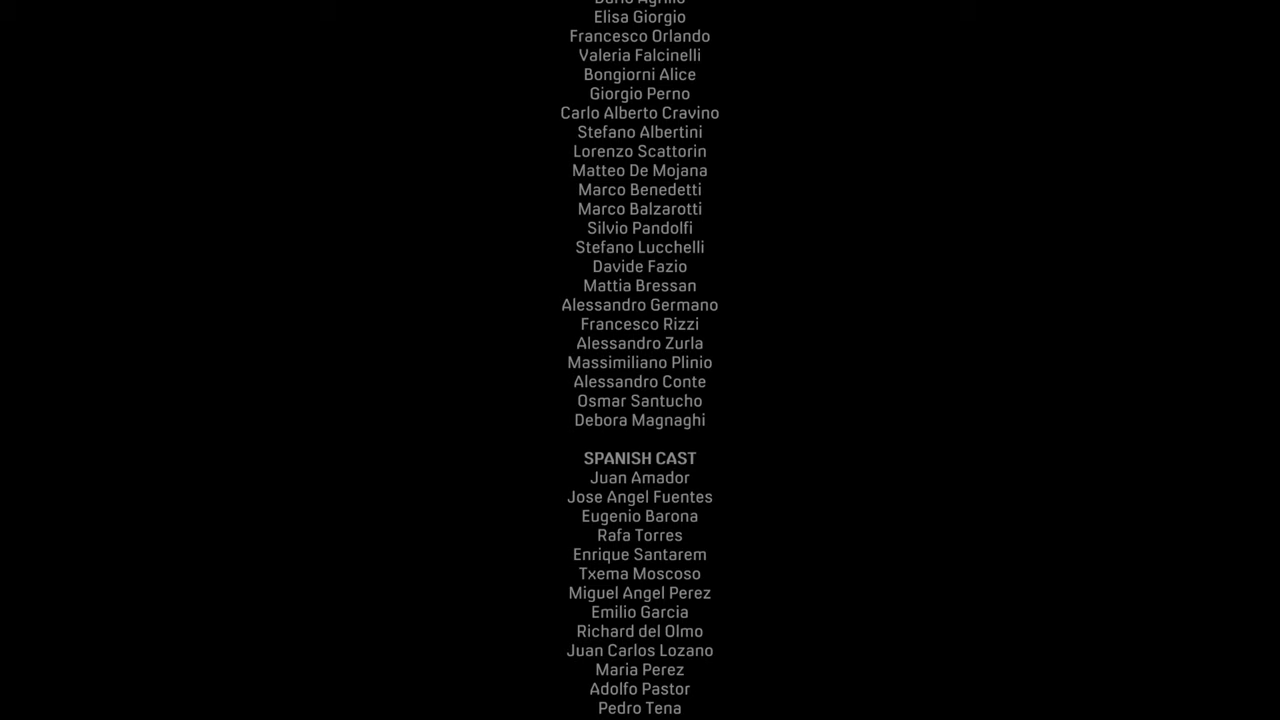 Dario Agrillo
Elisa Giorgio
Francesco Orlando
Valeria Falcinelli
Bongiorni Alice
Giorgio Perno
Carlo Alberto Cravino
Stefano Albertini
Lorenzo Scattorin
Matteo De Mojana
Marco Benedetti
Marco Balzarotti
Silvio Pandolfi
Stefano Lucchelli
Davide Fazio
Mattia Bressan
Alessandro Germano
Francesco Rizzi
Alessandro Zurla
Massimiliano Plinio
Alessandro Conte
Osmar Santucho
Debora Magnaghi
SPANISH CAST
Juan Amador
Jose Angel Fuentes
Eugenio Barona
Rafa Torres
Enrique Santarem
Txema Moscoso
Miguel Angel Perez
Emilio Garcia
Richard del Olmo
Juan Carlos Lozano
Maria Perez
Adolfo Pastor
Pedro Tena